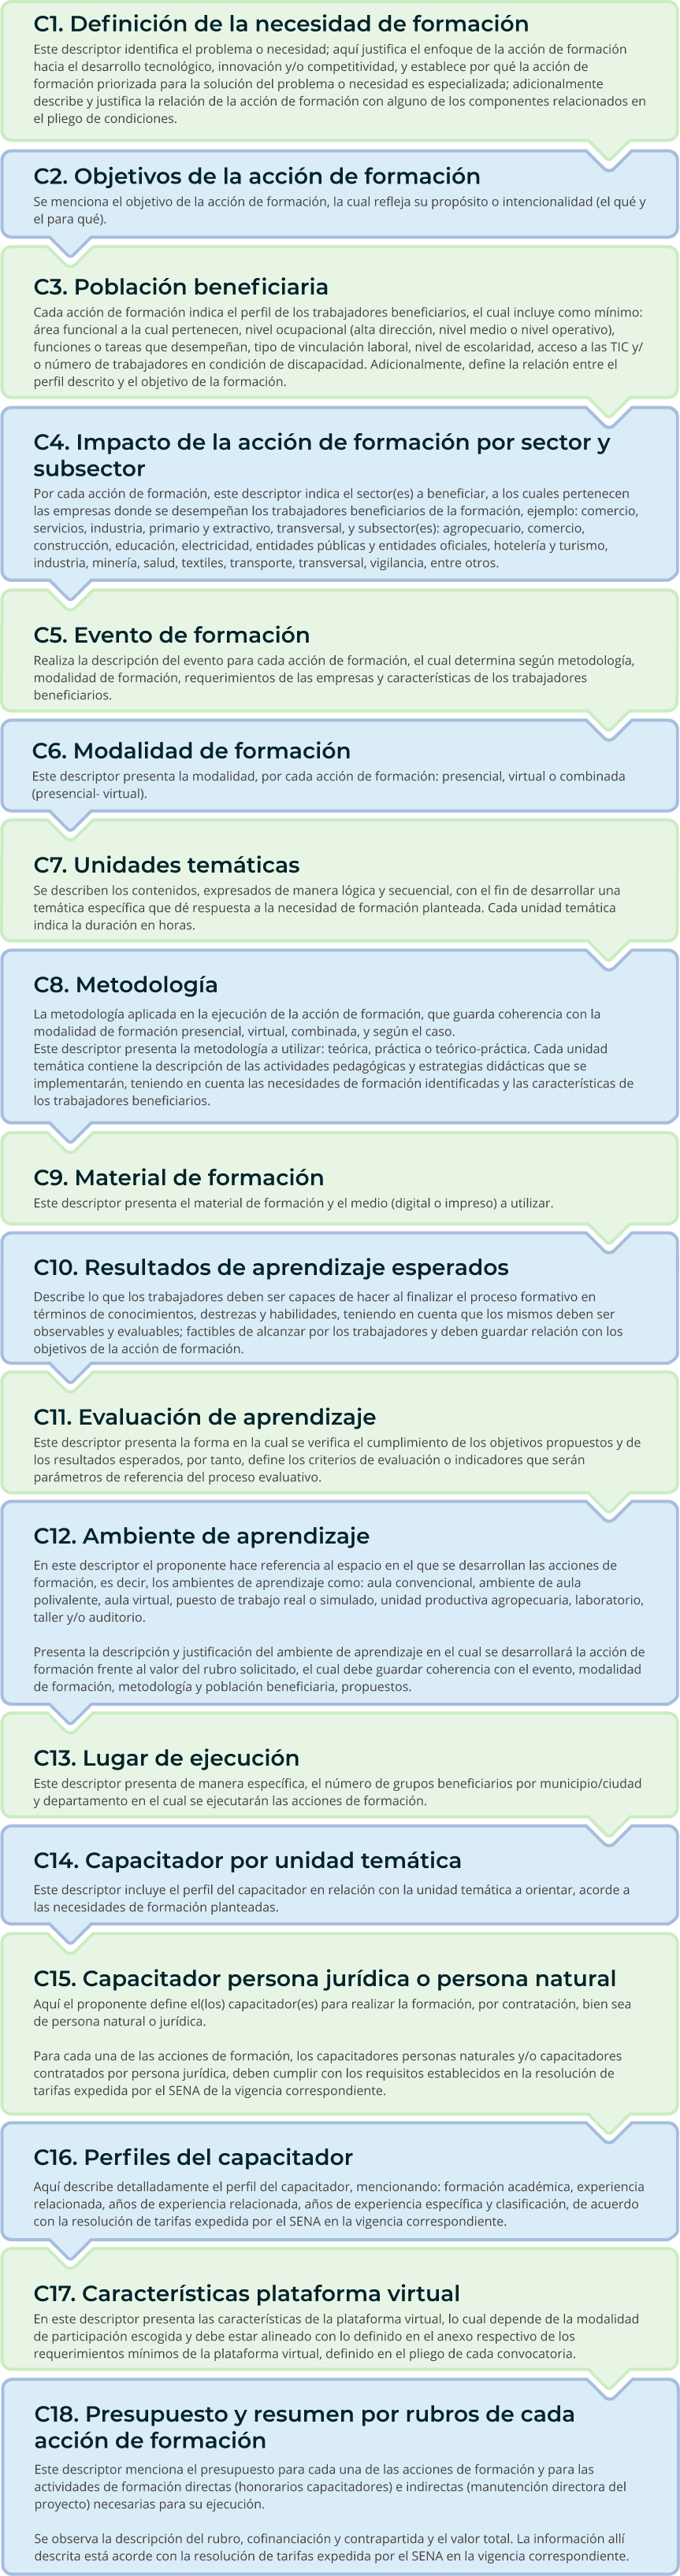 C1. Definición de la necesidad de formación
Este descriptor identifica el problema o necesidad; aquí justifica el enfoque de la acción de formación
hacia el desarrollo tecnológico, innovación y/o competitividad, y establece por qué la acción de
formación priorizada para la solución del problema o necesidad es especializada; adicionalmente
describe y justifica la relación de la acción de formación con alguno de los componentes relacionados en
el pliego de condiciones.
C2. Objetivos de la acción de formación
Se menciona el objetivo de la acción de formación, la cual refleja su propósito o intencionalidad (el qué y
el para qué).
C3. Población beneficiaria
Cada acción de formación indica el perfil de los trabajadores beneficiarios, el cual incluye como mínimo:
área funcional a la cual pertenecen, nivel ocupacional (alta dirección, nivel medio o nivel operativo),
funciones o tareas que desempeñan, tipo de vinculación laboral, nivel de escolaridad, acceso a las TIC y/
o número de trabajadores en condición de discapacidad. Adicionalmente, define la relación entre el
perfil descrito y el objetivo de la formación.
C4. Impacto de la acción de formación por sector y
subsector
Por cada acción de formación, este descriptor indica el sector(es) a beneficiar, a los cuales pertenecen
las empresas donde se desempeñan los trabajadores beneficiarios de la formación, ejemplo: comercio,
servicios, industria, primario y extractivo, transversal, y subsector(es): agropecuario, comercio,
construcción, educación, electricidad, entidades públicas y entidades oficiales, hotelería y turismo,
industria, minería, salud, textiles, transporte, transversal, vigilancia, entre otros.
C5. Evento de formación
Realiza la descripción del evento para cada acción de formación, el cual determina según metodología,
modalidad de formación, requerimientos de las empresas y características de los trabajadores
beneficiarios.
C6. Modalidad de formación
Este descriptor presenta la modalidad, por cada acción de formación: presencial, virtual o combinada
(presencial- virtual).
C7. Unidades temáticas
Se describen los contenidos, expresados de manera lógica y secuencial, con el fin de desarrollar una
temática específica que dé respuesta a la necesidad de formación planteada. Cada unidad temática
indica la duración en horas.
C8. Metodología
La metodología aplicada en la ejecución de la acción de formación, que guarda coherencia con la
modalidad de formación presencial, virtual, combinada, y según el caso.
Este descriptor presenta la metodología a utilizar: teórica, práctica o teórico-práctica. Cada unidad
temática contiene la descripción de las actividades pedagógicas y estrategias didácticas que se
implementarán, teniendo en cuenta las necesidades de formación identificadas y las características de
los trabajadores beneficiarios.
C9. Material de formación
Este descriptor presenta el material de formación y el medio (digital o impreso) a utilizar.
C10. Resultados de aprendizaje esperados
Describe lo que los trabajadores deben ser capaces de hacer al finalizar el proceso formativo en
términos de conocimientos, destrezas y habilidades, teniendo en cuenta que los mismos deben ser
observables y evaluables; factibles de alcanzar por los trabajadores y deben guardar relación con los
objetivos de la acción de formación.
C11. Evaluación de aprendizaje
Este descriptor presenta la forma en la cual se verifica el cumplimiento de los objetivos propuestos y de
los resultados esperados, por tanto, define los criterios de evaluación o indicadores que serán
parámetros de referencia del proceso evaluativo.
C12. Ambiente de aprendizaje
En este descriptor el proponente hace referencia al espacio en el que se desarrollan las acciones de
formación, es decir, los ambientes de aprendizaje como: aula convencional, ambiente de aula
polivalente, aula virtual, puesto de trabajo real o simulado, unidad productiva agropecuaria, laboratorio,
taller y/o auditorio.
Presenta la descripción y justificación del ambiente de aprendizaje en el cual se desarrollará la acción de
formación frente al valor del rubro solicitado, el cual debe guardar coherencia con el evento, modalidad
de formación, metodología y población beneficiaria, propuestos.
C13. Lugar de ejecución
Este descriptor presenta de manera específica, el número de grupos beneficiarios por municipio/ciudad
y departamento en el cual se ejecutarán las acciones de formación.
C14. Capacitador por unidad temática
Este descriptor incluye el perfil del capacitador en relación con la unidad temática a orientar, acorde a
las necesidades de formación planteadas.
C15. Capacitador persona jurídica o persona natural
Aquí el proponente define el(los) capacitador(es) para realizar la formación, por contratación, bien sea
de persona natural o jurídica.
Para cada una de las acciones de formación, los capacitadores personas naturales y/o capacitadores
contratados por persona jurídica, deben cumplir con los requisitos establecidos en la resolución de
tarifas expedida por el SENA de la vigencia correspondiente.
C16. Perfiles del capacitador
Aquí describe detalladamente el perfil del capacitador, mencionando: formación académica, experiencia
relacionada, años de experiencia relacionada, años de experiencia específica y clasificación, de acuerdo
con la resolución de tarifas expedida por el SENA en la vigencia correspondiente.
C17. Características plataforma virtual
En este descriptor presenta las características de la plataforma virtual, lo cual depende de la modalidad
de participación escogida y debe estar alineado con lo definido en el anexo respectivo de los
requerimientos mínimos de la plataforma virtual, definido en el pliego de cada convocatoria.
C18. Presupuesto y resumen por rubros de cada
acción de formación
Este descriptor menciona el presupuesto para cada una de las acciones de formación y para las
actividades de formación directas (honorarios capacitadores) e indirectas (manutención directora del
proyecto) necesarias para su ejecución.
Se observa la descripción del rubro, cofinanciación y contrapartida y el valor total. La información allí
descrita está acorde con la resolución de tarifas expedida por el SENA en la vigencia correspondiente.